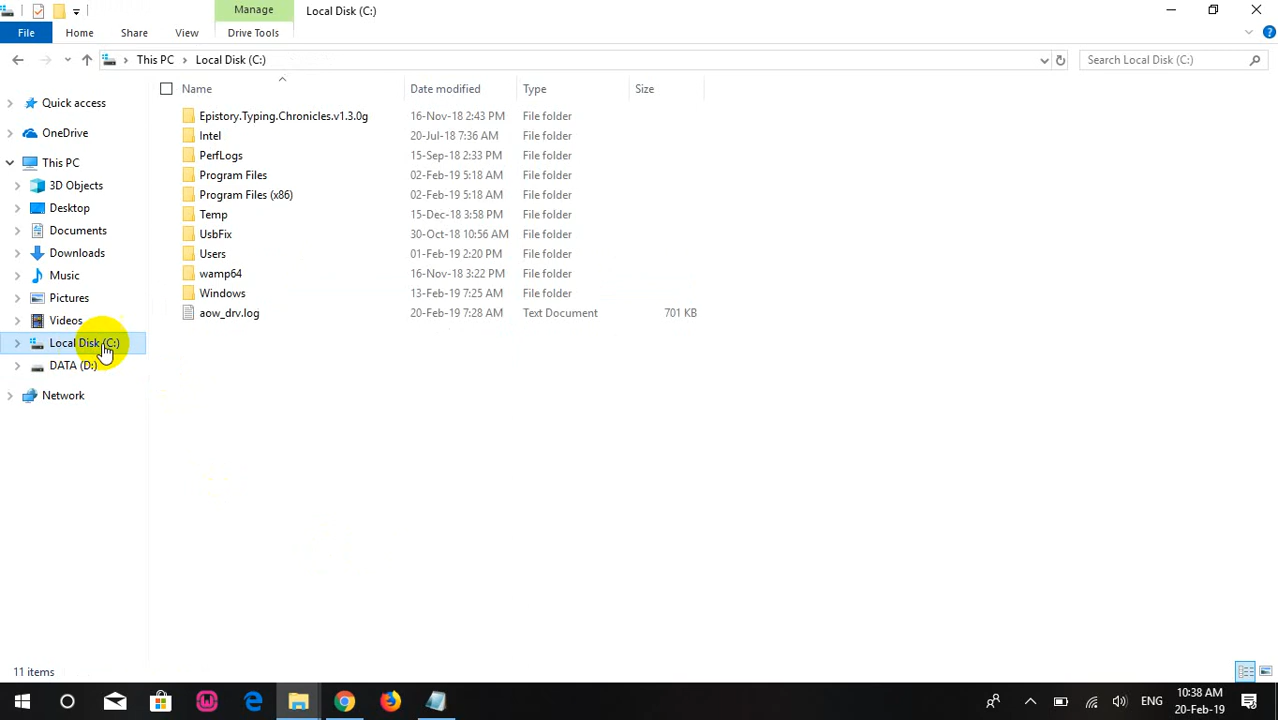 Manage
Local Disk (C:)
File
Home
Share
View
Drive Tools
This PC
Local Disk (C:)
Search Local Disk (C:)
Name
Date modified
Type
Size
Quick access
OneDrive
This PC
3D Objects
Desktop
Documents
Downloads
Music
Pictures
Videos
Local Disk (C:)
DATA (D:)
Network
Epistory.Typing.Chronicles.v1.3.0g 16-Nov-18 2:43 PM File folder
Intel 20-Jul-18 7:36 AM File folder
PerfLogs 15-Sep-18 2:33 PM File folder
Program Files 02-Feb-19 5:18 AM File folder
Program Files (x86) 02-Feb-19 5:18 AM File folder
Temp 15-Dec-18 3:58 PM File folder
UsbFix 30-Oct-18 10:56 AM File folder
Users 01-Feb-19 2:20 PM File folder
wamp64 16-Nov-18 3:22 PM File folder
Windows 13-Feb-19 7:25 AM File folder
aow_drv.log 20-Feb-19 7:28 AM Text Document 701 KB
11 items
ENG
10:38 AM
20-Feb-19